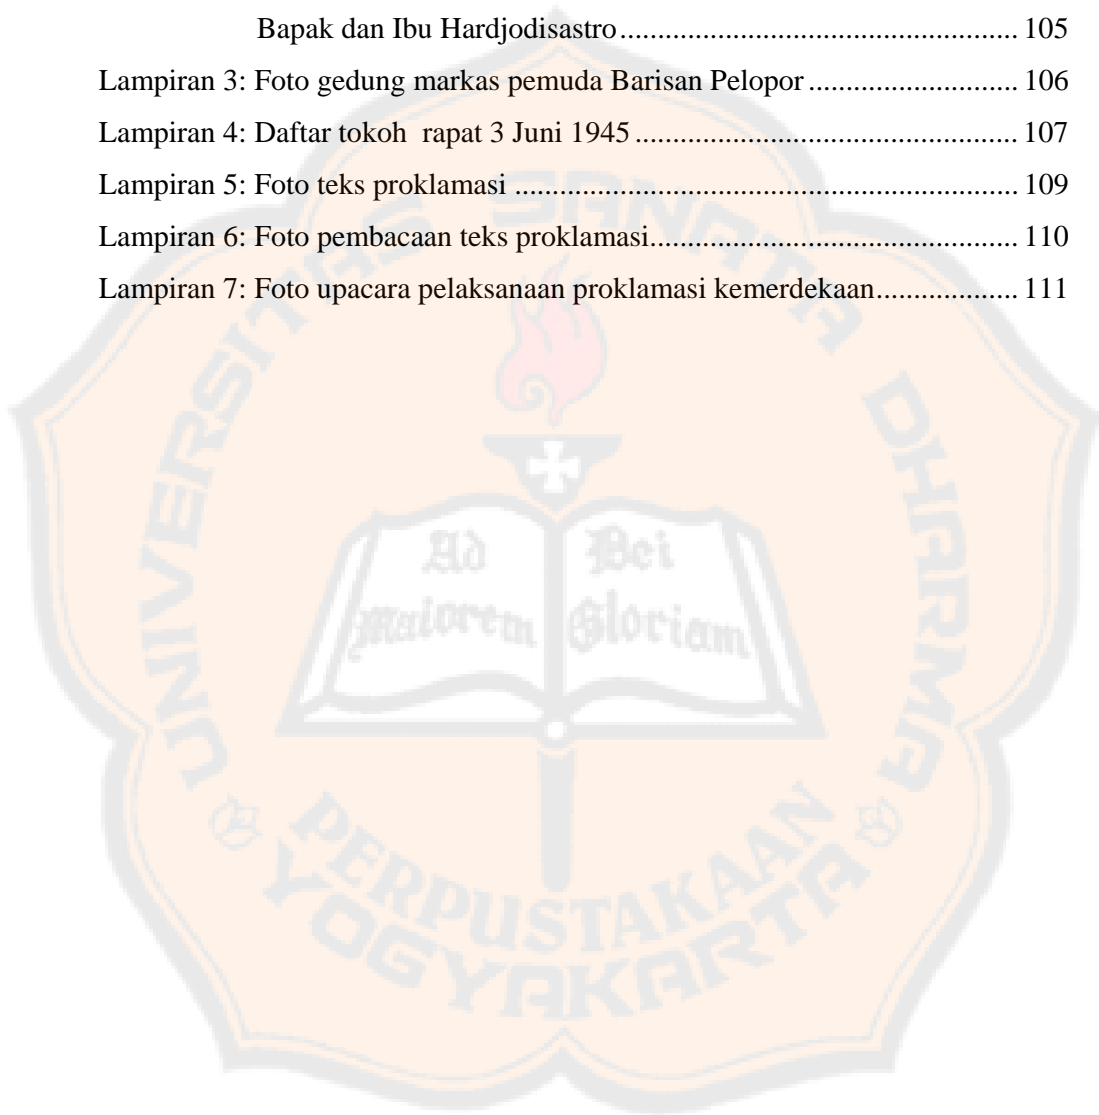 Bapak dan Ibu Hardjodisastro...................................................... 105
Lampiran 3: Foto gedung markas pemuda Barisan Pelopor ............................ 106
Lampiran 4: Daftar tokoh  rapat 3 Juni 1945 .................................................... 107
Lampiran 5: Foto teks proklamasi .................................................................... 109
Lampiran 6: Foto pembacaan teks proklamasi.................................................. 110
Lampiran 7: Foto upacara pelaksanaan proklamasi kemerdekaan................... 111
UNIVERSITAS SANATA DHARMA
Ad Maiorem
Dei Gloriam
PERPUSTAKAAN
YOGYAKARTA